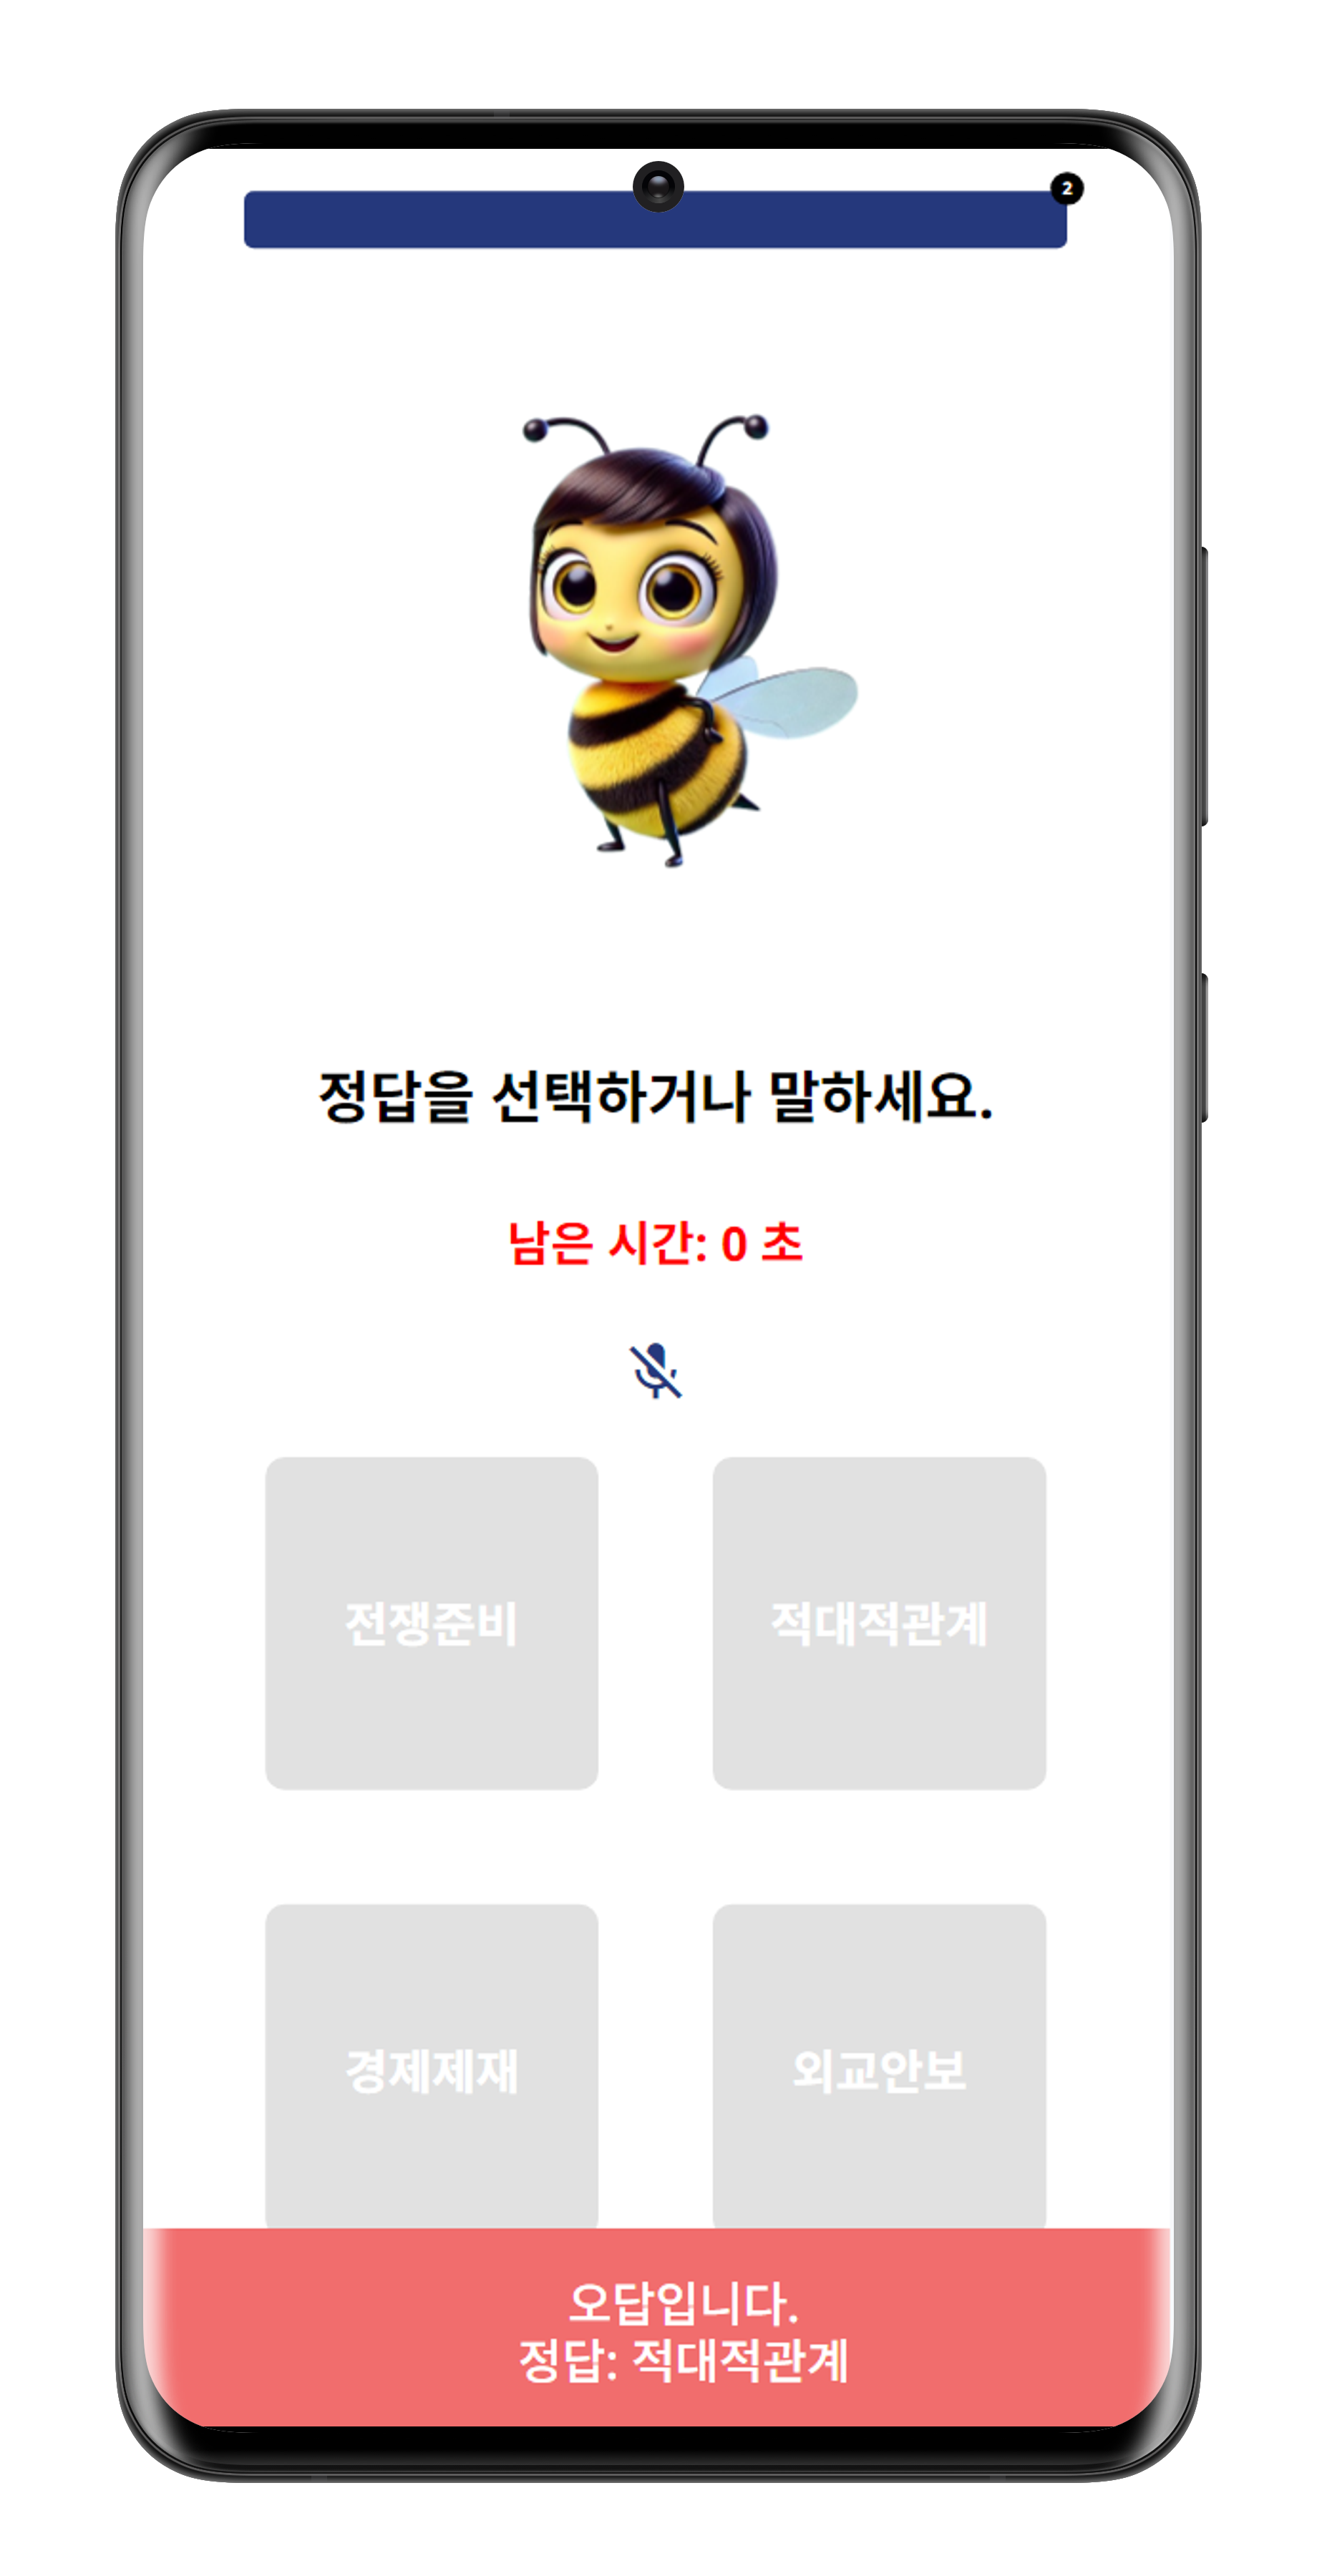 2
정답을 선택하거나 말하세요.
남은 시간: 0 초
전쟁준비
적대적관계
경제제재
외교안보
오답입니다.
정답: 적대적관계